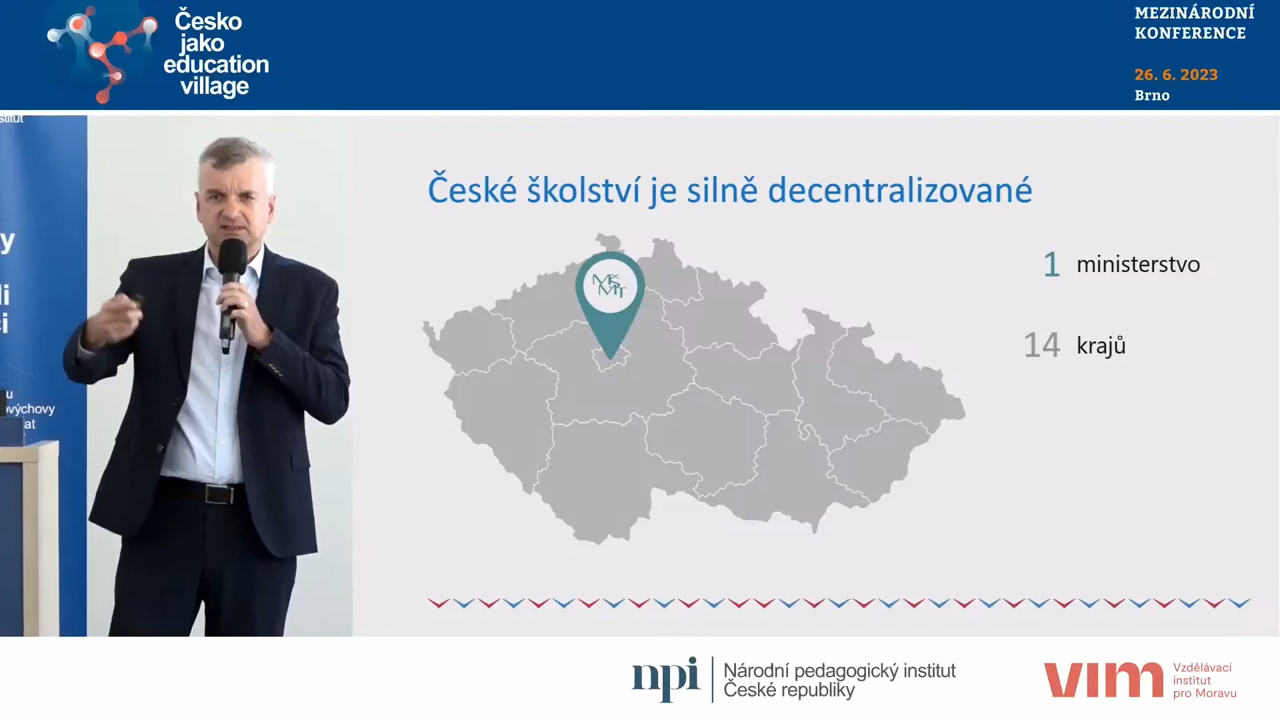 Česko
jako
education
village
MEZINÁRODNÍ
KONFERENCE
26. 6. 2023
Brno
České školství je silně decentralizované
MŠMT
1 ministerstvo
14 krajů
výchovy
npi
Národní pedagogický institut
České republiky
vim
Vzdělávací
institut
pro Moravu